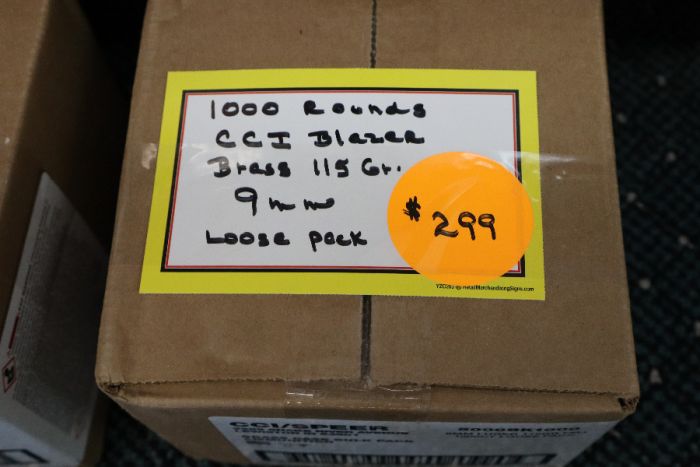 1000 Rounds
CCI Blazer
Brass 115 Gr.
9mm
Loose pack
$299
CCI/SPEER